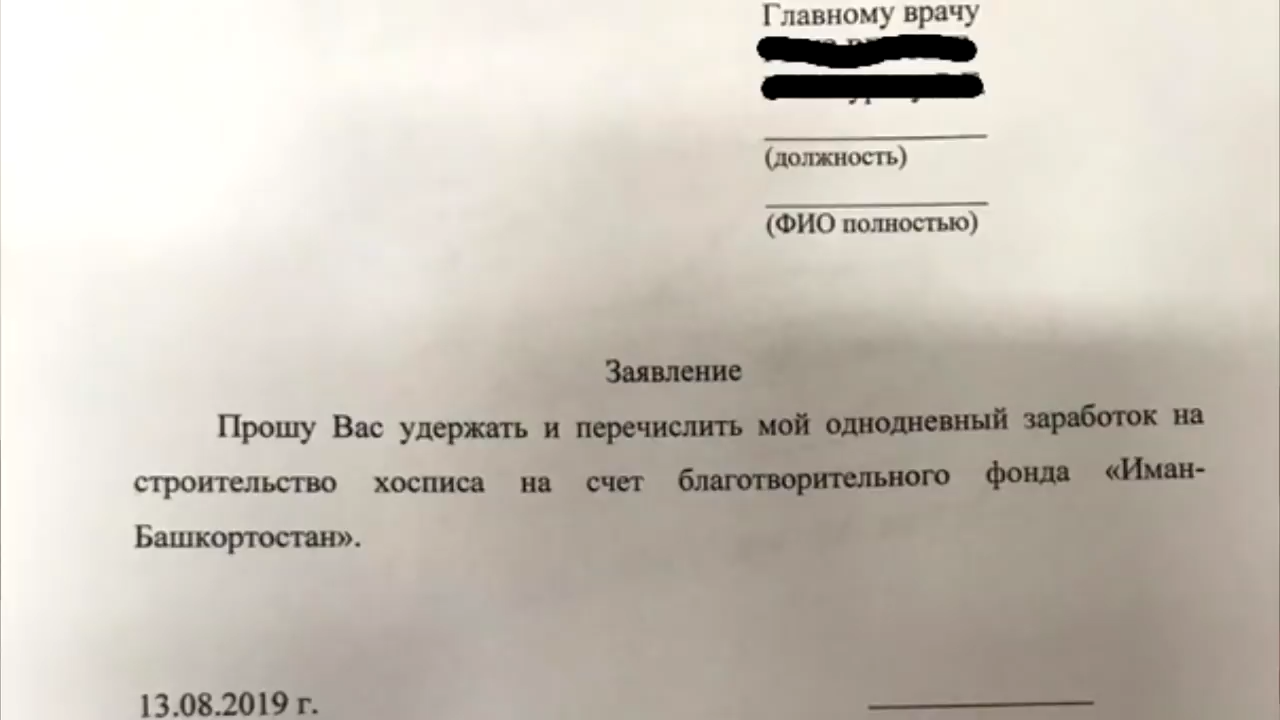 Главному врачу
(должность)
(ФИО полностью)
Заявление
Прошу Вас удержать и перечислить мой однодневный заработок на
строительство хосписа на счет благотворительного фонда «Иман-
Башкортостан».
13.08.2019 г.